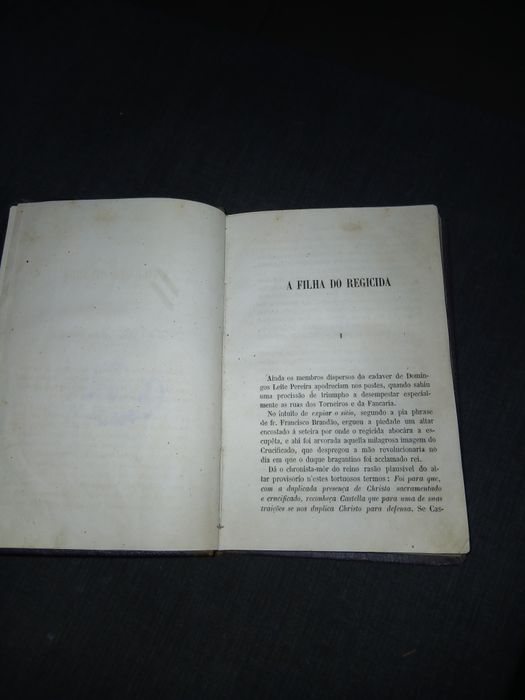 A FILHA DO REGICIDA
I
Ainda os membros dispersos do cadaver de Domin-
gos Leite Pereira apodreciam nos postes, quando sahiu
uma procissão de triumpho a desempestar especial-
mente as ruas dos Torneiros e da Fancaria.
No intuito de expiar o sitio, segundo a pia phrase
de fr. Francisco Brandão, ergueu a piedade um altar
encostado á seteira por onde o regicida abocára a es-
cupêta, e ahi foi arvorada aquella milagrosa imagem do
Crucificado, que despregou a mão revolucionaria no
dia em que o duque bragantino foi acclamado rei.
Dá o chronista-mór do reino rasão plausivel do al-
tar provisorio n'estes tortuosos termos: Foi para que,
com a duplicada presença de Christo sacramentado
e crucificado, reconheça Castella que para uma de suas
traições se nos duplica Christo para defensa. Se Cas-